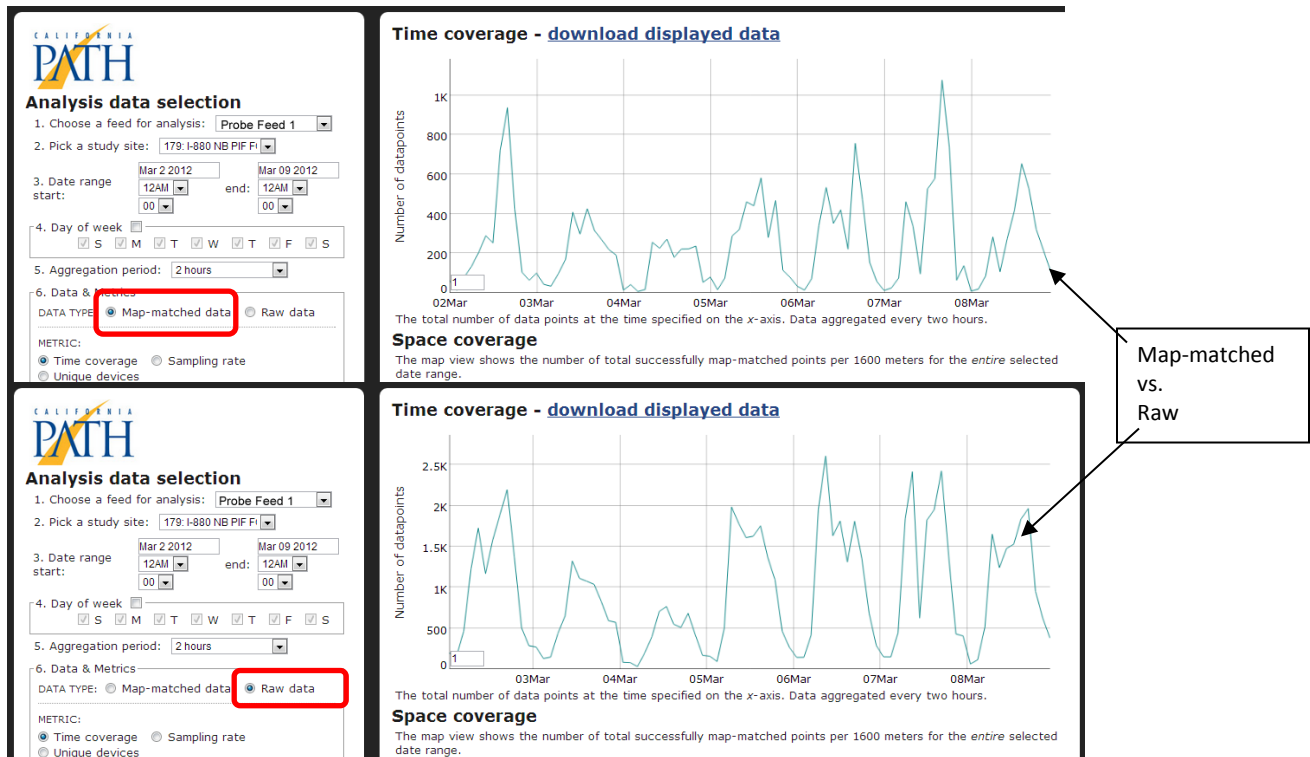 CALIFORNIA
PATH
Analysis data selection
1. Choose a feed for analysis: Probe Feed 1
2. Pick a study site: 179: I-880 NB PIF F
3. Date range
start:
Mar 2 2012
12AM
00
end:
Mar 09 2012
12AM
00
4. Day of week
S M T W T F S
5. Aggregation period: 2 hours
6. Data & Metrics
DATA TYPE: Map-matched data Raw data
METRIC:
Time coverage Sampling rate
Unique devices
Time coverage - download displayed data
Number of datapoints
1K
800
600
400
200
0
1
02Mar 03Mar 04Mar 05Mar 06Mar 07Mar 08Mar
The total number of data points at the time specified on the x-axis. Data aggregated every two hours.
Space coverage
The map view shows the number of total successfully map-matched points per 1600 meters for the entire selected
date range.
Map-matched
vs.
Raw
CALIFORNIA
PATH
Analysis data selection
1. Choose a feed for analysis: Probe Feed 1
2. Pick a study site: 179: I-880 NB PIF F
3. Date range
start:
Mar 2 2012
12AM
00
end:
Mar 09 2012
12AM
00
4. Day of week
S M T W T F S
5. Aggregation period: 2 hours
6. Data & Metrics
DATA TYPE: Map-matched data Raw data
METRIC:
Time coverage Sampling rate
Unique devices
Time coverage - download displayed data
Number of datapoints
2.5K
2K
1.5K
1K
500
0
1
03Mar 04Mar 05Mar 06Mar 07Mar 08Mar
The total number of data points at the time specified on the x-axis. Data aggregated every two hours.
Space coverage
The map view shows the number of total successfully map-matched points per 1600 meters for the entire selected
date range.